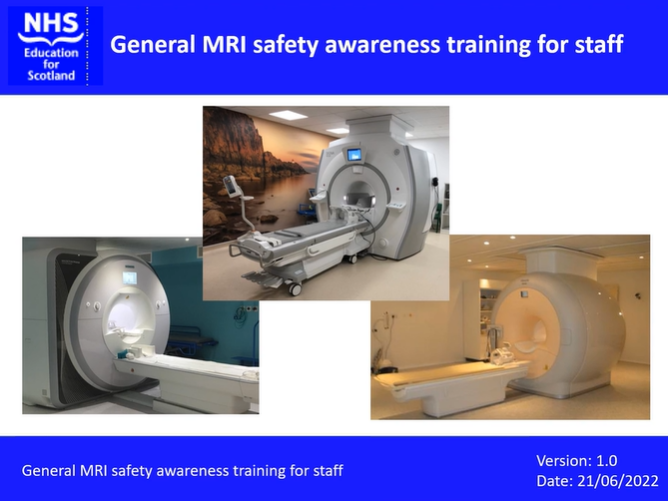 NHS
Education
for
Scotland
General MRI safety awareness training for staff
General MRI safety awareness training for staff
Version: 1.0
Date: 21/06/2022